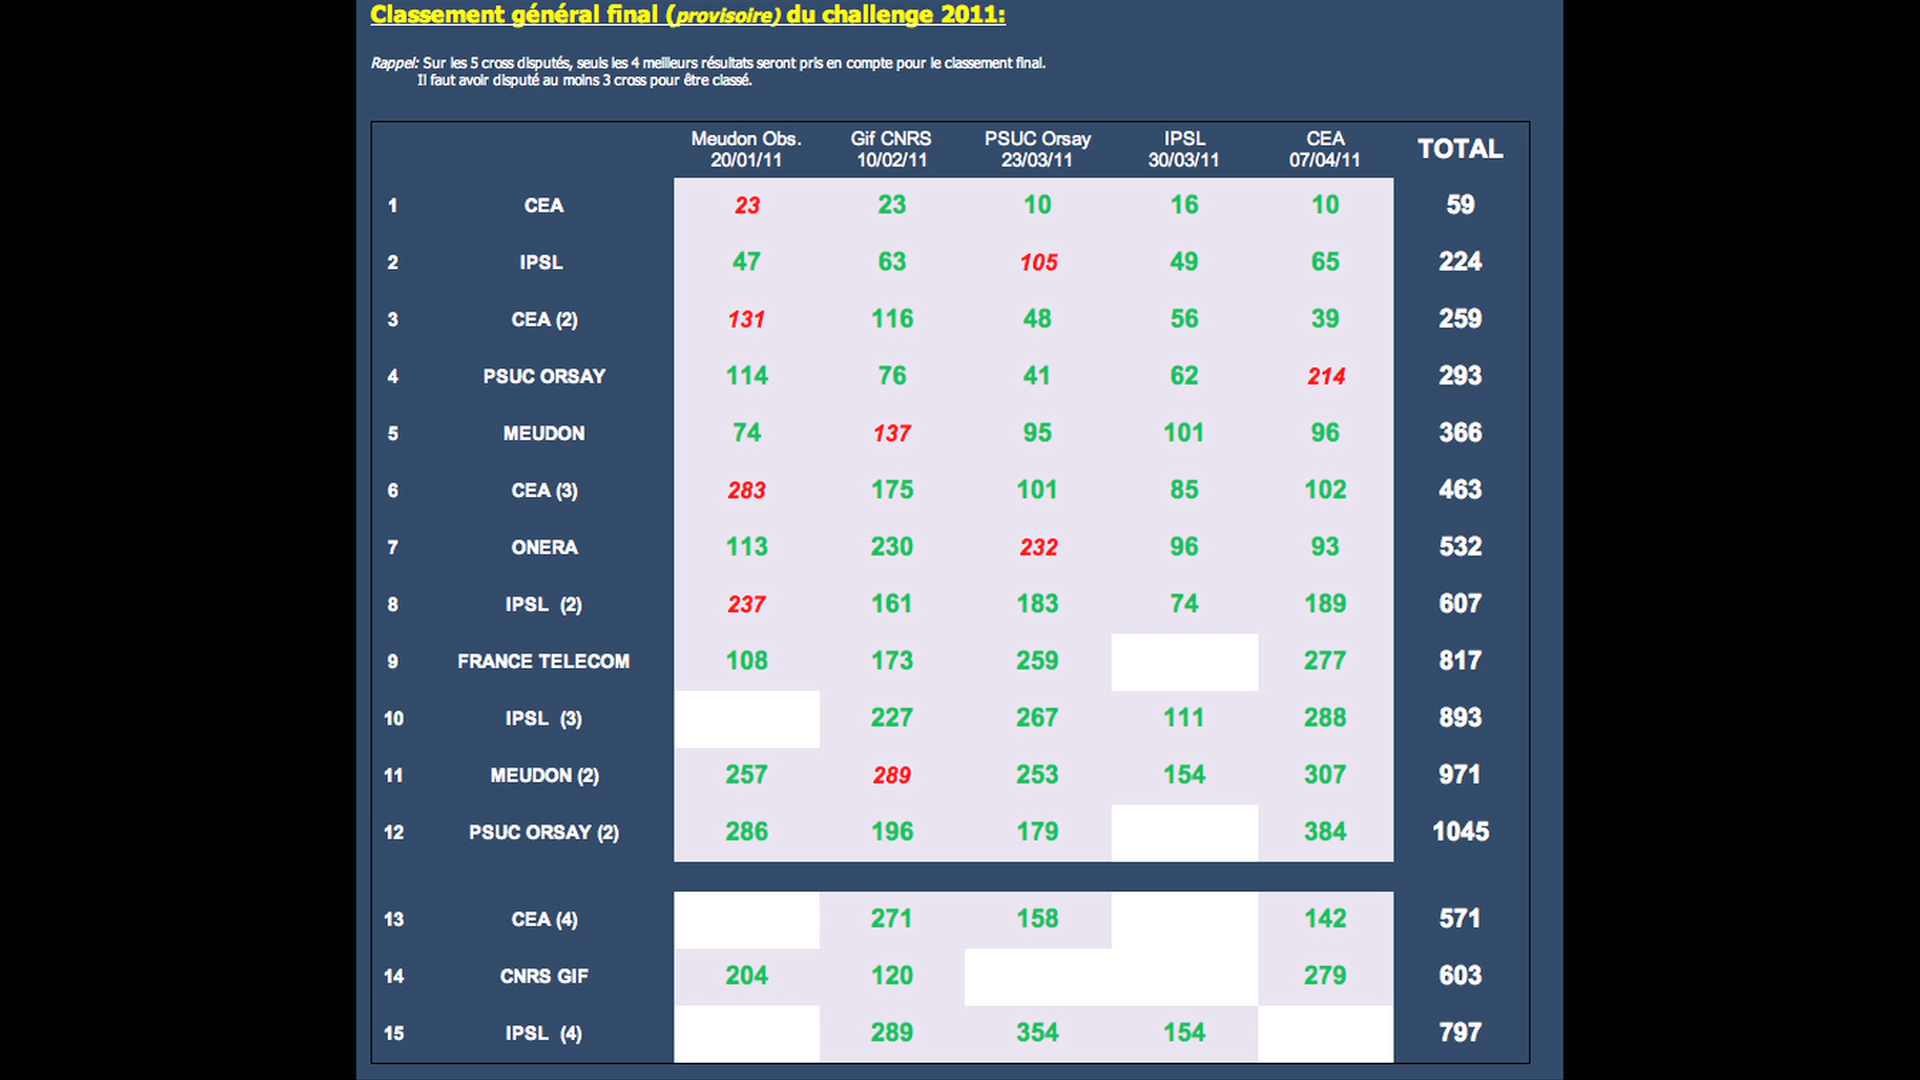 Classement général final (provisoire) du challenge 2011:
Rappel: Sur les 5 cross disputés, seuls les 4 meilleurs résultats seront pris en compte pour le classement final.
Il faut avoir disputé au moins 3 cross pour être classé.
Meudon Obs. Gif CNRS PSUC Orsay IPSL CEA TOTAL
20/01/11 10/02/11 23/03/11 30/03/11 07/04/11
1 CEA 23 23 10 16 10 59
2 IPSL 47 63 105 49 65 224
3 CEA (2) 131 116 48 56 39 259
4 PSUC ORSAY 114 76 41 62 214 293
5 MEUDON 74 137 95 101 96 366
6 CEA (3) 283 175 101 85 102 463
7 ONERA 113 230 232 96 93 532
8 IPSL (2) 237 161 183 74 189 607
9 FRANCE TELECOM 108 173 259 277 817
10 IPSL (3) 227 267 111 288 893
11 MEUDON (2) 257 289 253 154 307 971
12 PSUC ORSAY (2) 286 196 179 384 1045
13 CEA (4) 271 158 142 571
14 CNRS GIF 204 120 279 603
15 IPSL (4) 289 354 154 797